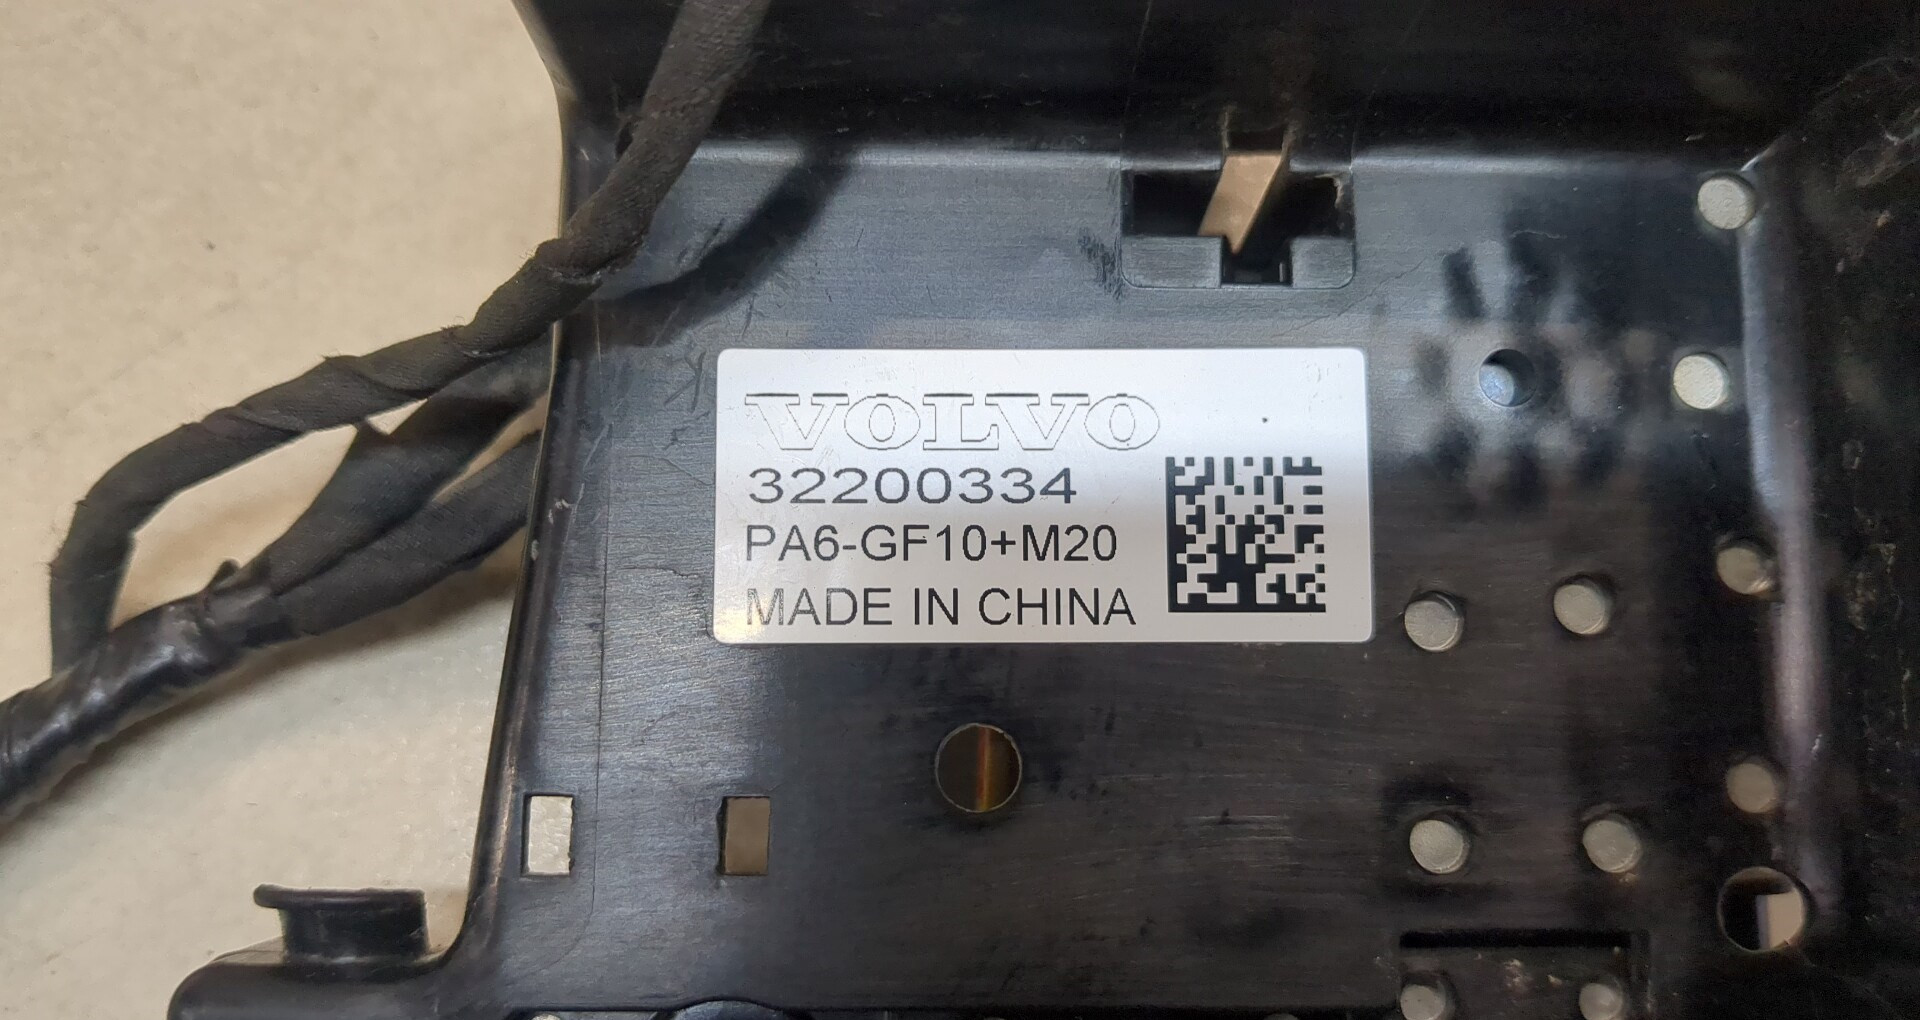 VOLVO
32200334
PA6-GF10+M20
MADE IN CHINA